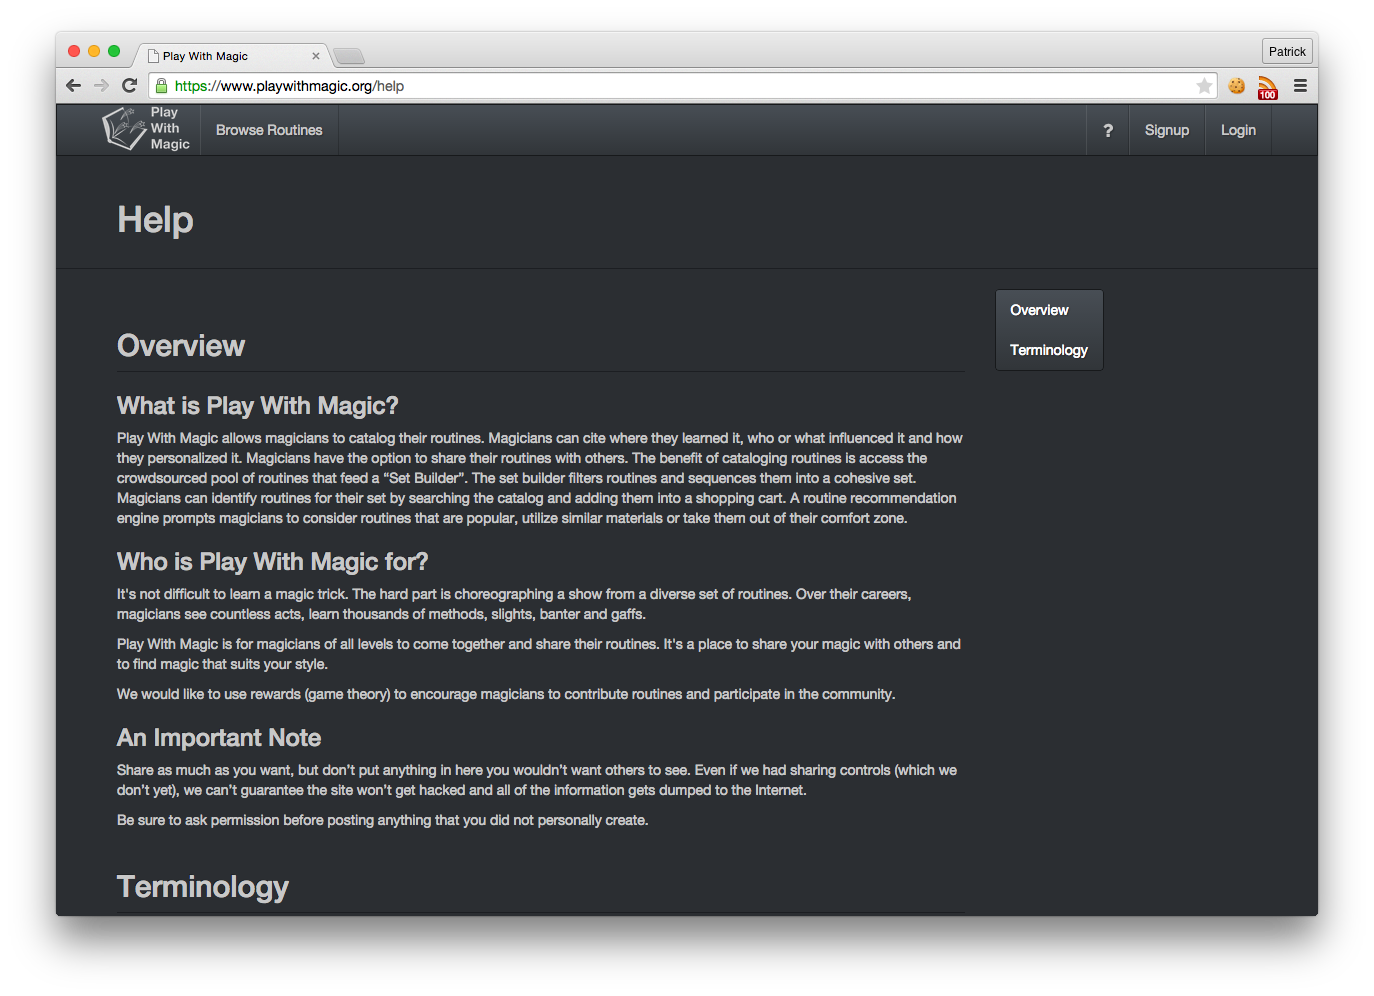 Play With Magic
Patrick
https://www.playwithmagic.org/help
100
Play
With
Magic
Browse Routines
?
Signup
Login
Help
Overview
Terminology
Overview
What is Play With Magic?
Play With Magic allows magicians to catalog their routines. Magicians can cite where they learned it, who or what influenced it and how
they personalized it. Magicians have the option to share their routines with others. The benefit of cataloging routines is access the
crowdsourced pool of routines that feed a “Set Builder”. The set builder filters routines and sequences them into a cohesive set.
Magicians can identify routines for their set by searching the catalog and adding them into a shopping cart. A routine recommendation
engine prompts magicians to consider routines that are popular, utilize similar materials or take them out of their comfort zone.
Who is Play With Magic for?
It's not difficult to learn a magic trick. The hard part is choreographing a show from a diverse set of routines. Over their careers,
magicians see countless acts, learn thousands of methods, slights, banter and gaffs.
Play With Magic is for magicians of all levels to come together and share their routines. It's a place to share your magic with others and
to find magic that suits your style.
We would like to use rewards (game theory) to encourage magicians to contribute routines and participate in the community.
An Important Note
Share as much as you want, but don’t put anything in here you wouldn’t want others to see. Even if we had sharing controls (which we
don’t yet), we can’t guarantee the site won’t get hacked and all of the information gets dumped to the Internet.
Be sure to ask permission before posting anything that you did not personally create.
Terminology